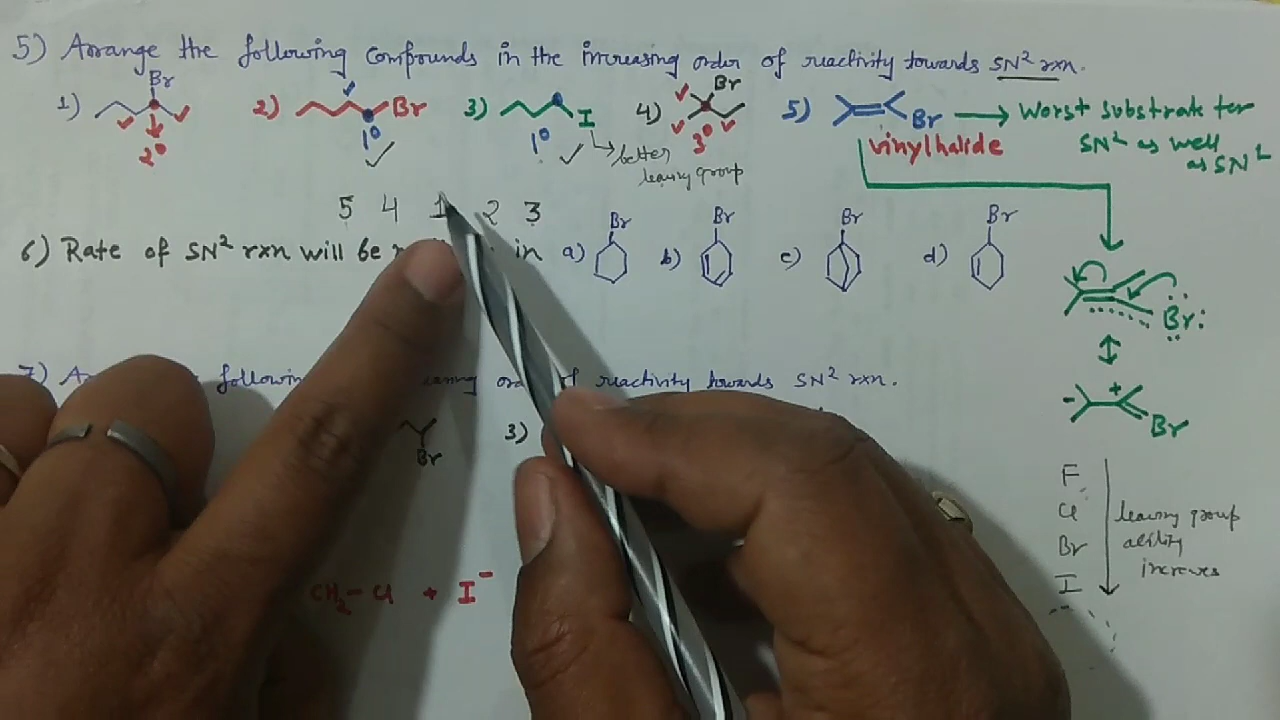 5) Arrange the following compounds in the increasing order of reactivity towards SN² rxn.
1) Br 2) Br 3) I 4) Br 5) Br → Worst substrate for
2° 1° 1° better 3° vinylhalide SN² as well
leaving group as SN¹
5 4 1 2 3
6) Rate of SN² rxn will be in a) Br b) Br c) Br d) Br
Br:
- + Br
7) following order of reactivity towards SN² rxn.
Br 3)
F
Cl leaving group
Br ability
I increases
CH₂-Cl + I⁻